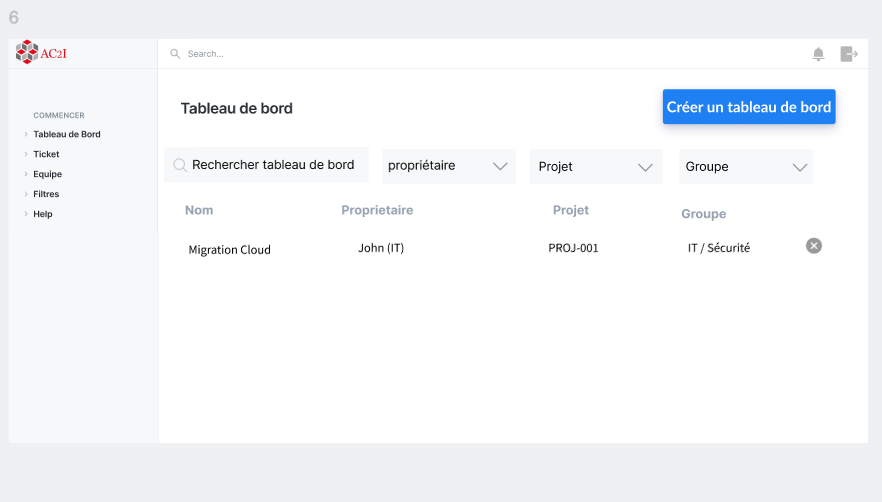 6
AC2I
Search...
COMMENCER
Tableau de Bord
Ticket
Equipe
Filtres
Help
Tableau de bord
Créer un tableau de bord
Rechercher tableau de bord
propriétaire
Projet
Groupe
Nom Proprietaire Projet Groupe
Migration Cloud John (IT) PROJ-001 IT / Sécurité